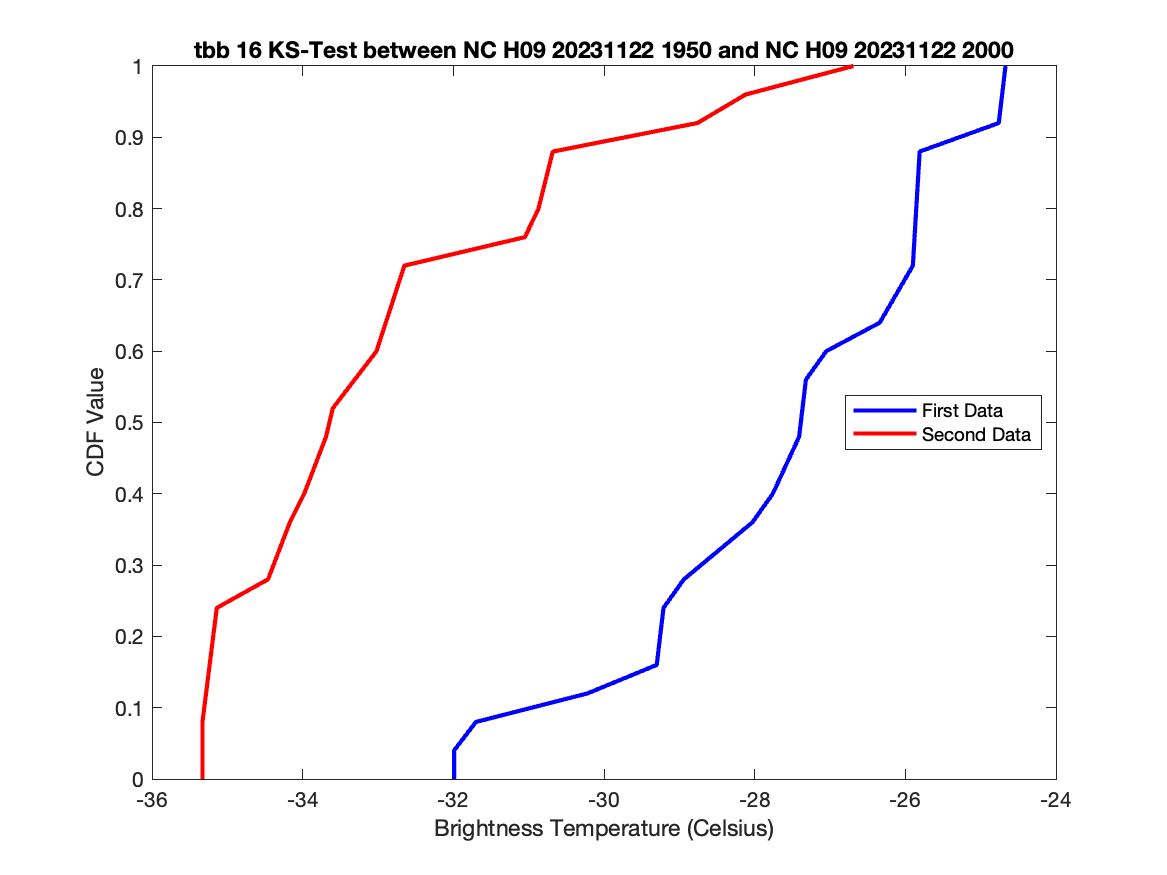 tbb 16 KS-Test between NC H09 20231122 1950 and NC H09 20231122 2000
1
0.9
0.8
0.7
0.6
0.5
0.4
0.3
0.2
0.1
0
CDF Value
First Data
Second Data
-36 -34 -32 -30 -28 -26 -24
Brightness Temperature (Celsius)